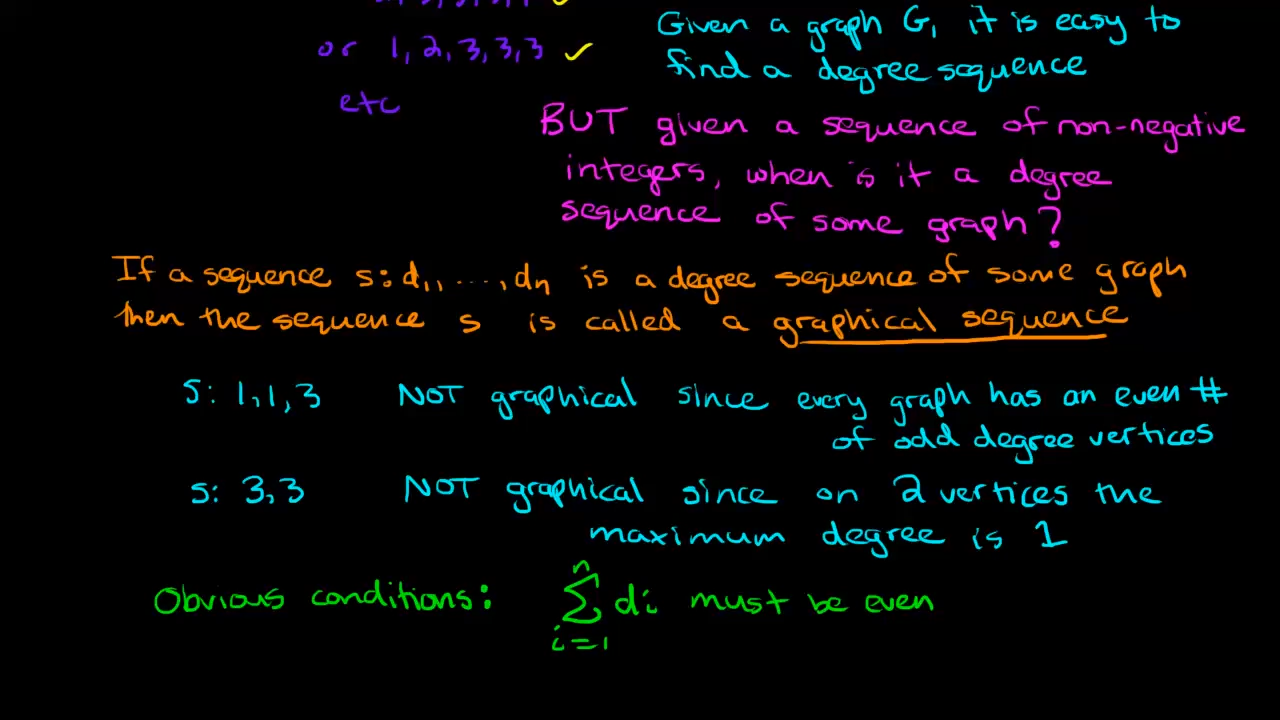 or 1, 2, 3, 3, 3 ✓
etc
Given a graph G, it is easy to
find a degree sequence
BUT given a sequence of non-negative
integers, when is it a degree
sequence of some graph?
If a sequence s: d₁, ..., dₙ is a degree sequence of some graph
then the sequence s is called a graphical sequence
S: 1, 1, 3 NOT graphical since every graph has an even #
of odd degree vertices
s: 3, 3 NOT graphical since on 2 vertices the
maximum degree is 1
Obvious conditions: ∑ᵢ₌₁ⁿ dᵢ must be even